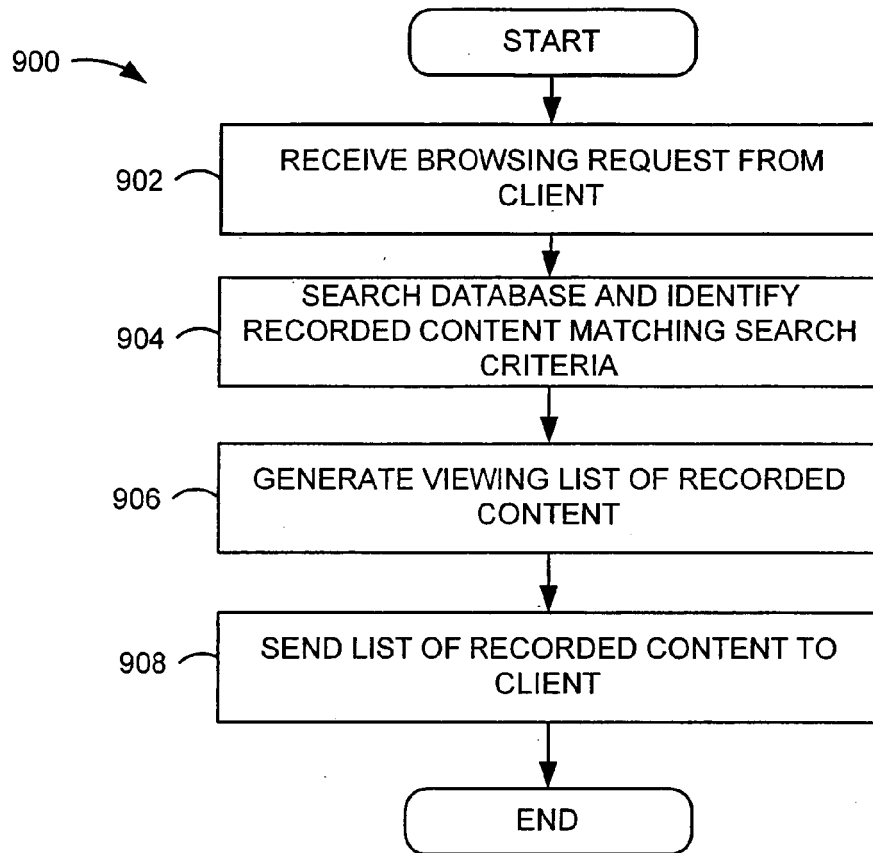 START
900
RECEIVE BROWSING REQUEST FROM
CLIENT
902
SEARCH DATABASE AND IDENTIFY
RECORDED CONTENT MATCHING SEARCH
CRITERIA
904
GENERATE VIEWING LIST OF RECORDED
CONTENT
906
SEND LIST OF RECORDED CONTENT TO
CLIENT
908
END